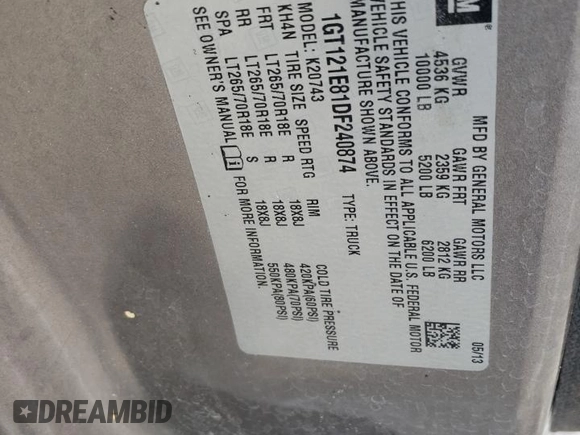 GM
MFD BY GENERAL MOTORS LLC 05/13
GVWR GAWR FRT GAWR RR
4536 KG 2359 KG 2812 KG
10000 LB 5200 LB 6200 LB
THIS VEHICLE CONFORMS TO ALL APPLICABLE U.S. FEDERAL MOTOR
VEHICLE SAFETY STANDARDS IN EFFECT ON THE DATE OF
MANUFACTURE SHOWN ABOVE.
1GT121E81DF240874 TYPE: TRUCK
MODEL: K20743
KH4N TIRE SIZE SPEED RTG RIM COLD TIRE PRESSURE
FRT LT265/70R18E R 18X8J 420KPA(60PSI)
RR LT265/70R18E R 18X8J 480KPA(70PSI)
SPA LT265/70R18E S 18X8J 550KPA(80PSI)
SEE OWNER'S MANUAL FOR MORE INFORMATION.
DREAMBID